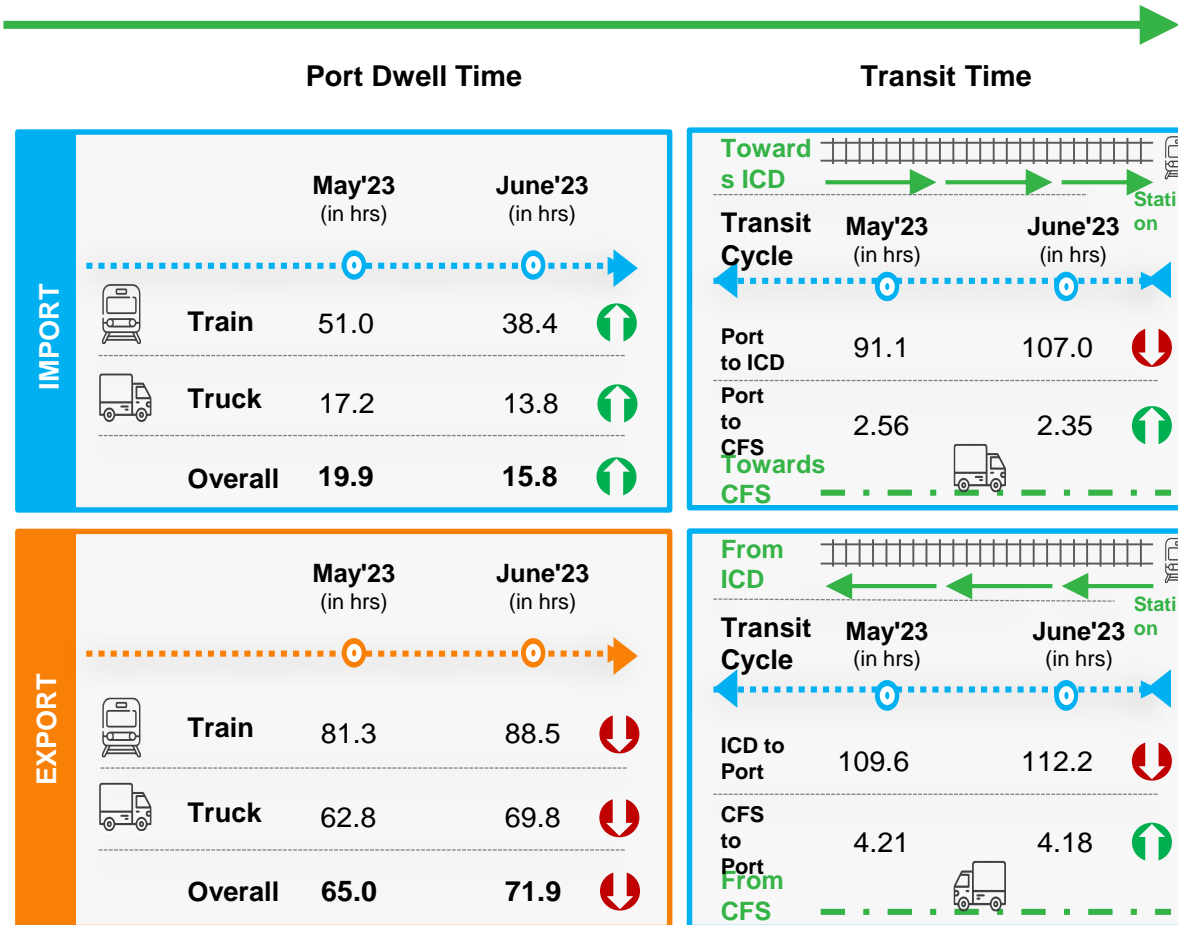 Port Dwell Time
Transit Time
IMPORT
May'23 June'23
(in hrs) (in hrs)
Train 51.0 38.4
Truck 17.2 13.8
Overall 19.9 15.8
Toward
s ICD
Stati
on
Transit
Cycle
May'23 June'23
(in hrs) (in hrs)
Port
to ICD
91.1 107.0
Port
to
CFS
2.56 2.35
Towards
CFS
EXPORT
May'23 June'23
(in hrs) (in hrs)
Train 81.3 88.5
Truck 62.8 69.8
Overall 65.0 71.9
From
ICD
Stati
on
Transit
Cycle
May'23 June'23
(in hrs) (in hrs)
ICD to
Port
109.6 112.2
CFS
to
Port
4.21 4.18
From
CFS